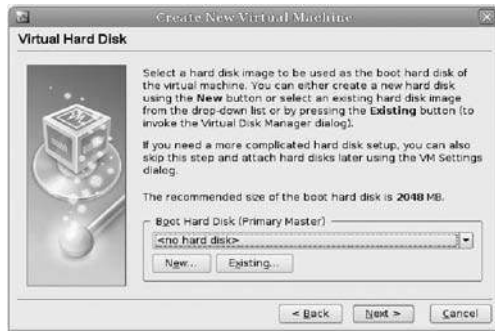 Create New Virtual Machine
Virtual Hard Disk
Select a hard disk image to be used as the boot hard disk of
the virtual machine. You can either create a new hard disk
using the New button or select an existing hard disk image
from the drop-down list or by pressing the Existing button (to
invoke the Virtual Disk Manager dialog).
If you need a more complicated hard disk setup, you can also
skip this step and attach hard disks later using the VM Settings
dialog.
The recommended size of the boot hard disk is 2048 MB.
Boot Hard Disk (Primary Master)
<no hard disk>
New... Existing...
< Back Next > Cancel